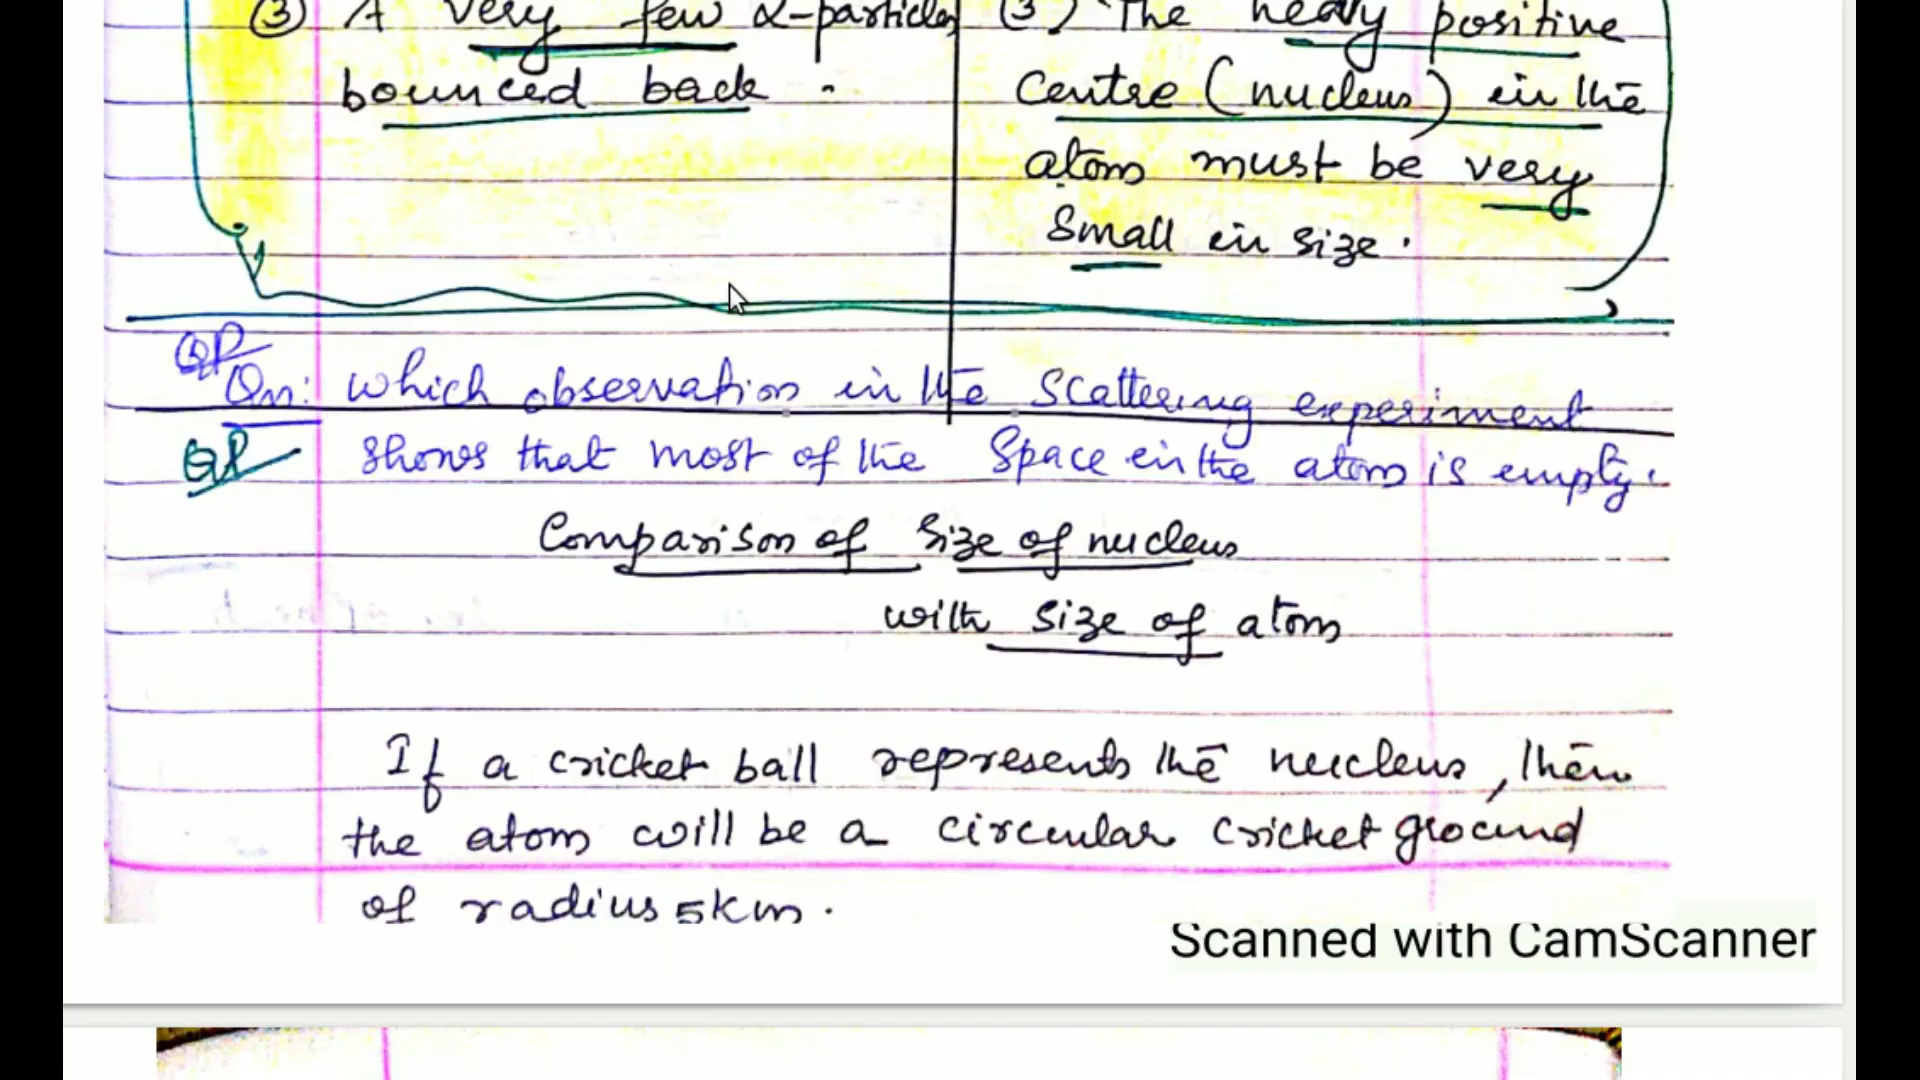 ③ A very few α-particles
bounced back.
(3) The heavy positive
Centre (nucleus) in the
atom must be very
Small in size.
QP
Qn: which observation in the Scattering experiment
QP shows that most of the Space in the atom is empty.
Comparison of Size of nucleus
with size of atom
If a cricket ball represents the nucleus, then
the atom will be a circular cricket ground
of radius 5km.
Scanned with CamScanner